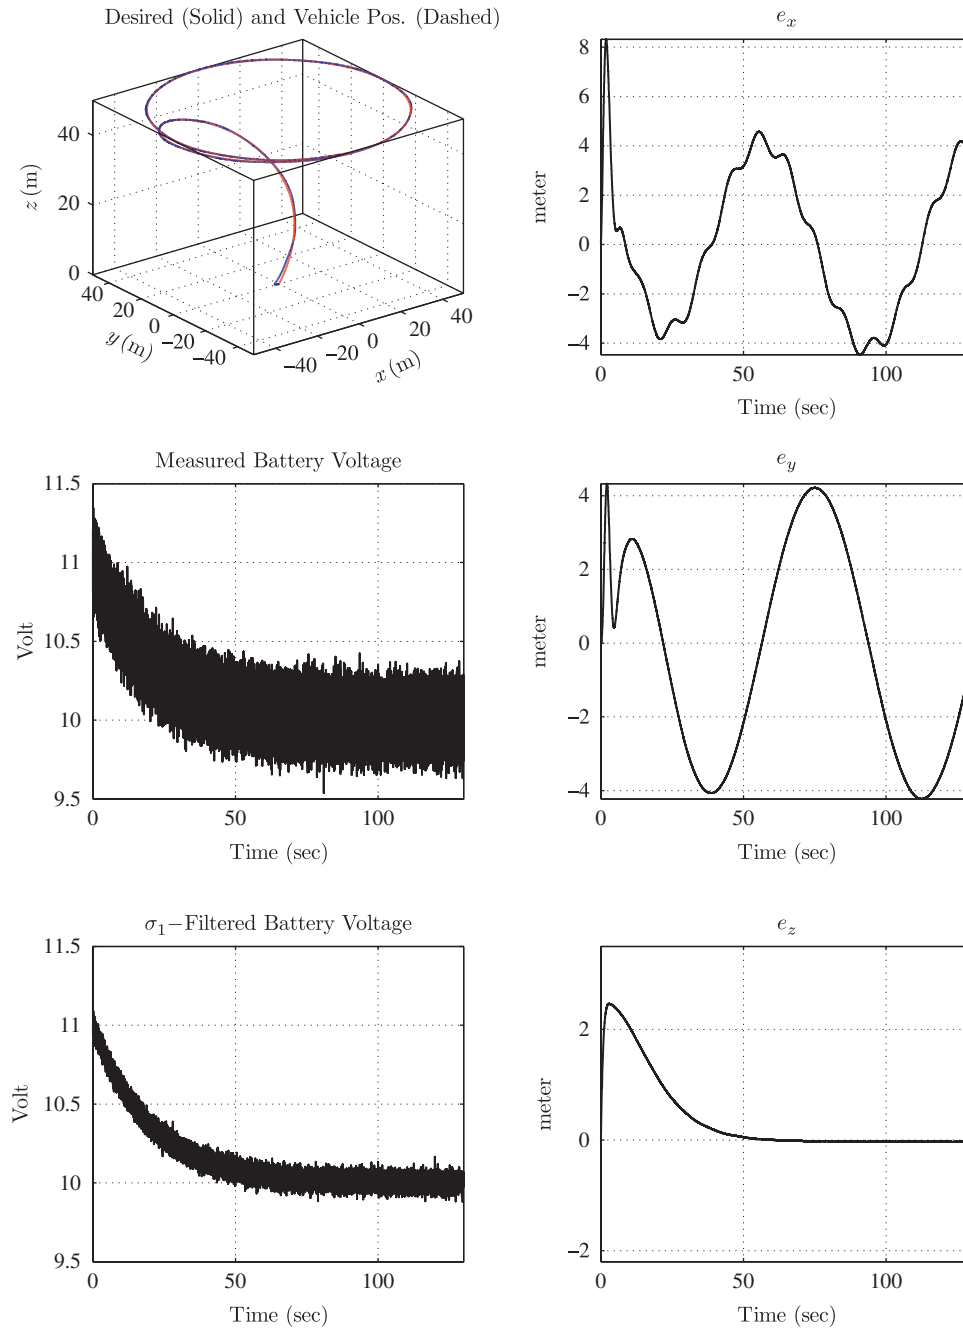 Desired (Solid) and Vehicle Pos. (Dashed)
z (m)
40
20
0
40
20
0
−20
−40
y (m)
−40
−20
0
20
40
x (m)
e_x
meter
8
6
4
2
0
−2
−4
0
50
100
Time (sec)
Measured Battery Voltage
Volt
11.5
11
10.5
10
9.5
0
50
100
Time (sec)
e_y
meter
4
2
0
−2
−4
0
50
100
Time (sec)
σ₁−Filtered Battery Voltage
Volt
11.5
11
10.5
10
9.5
0
50
100
Time (sec)
e_z
meter
2
0
−2
0
50
100
Time (sec)